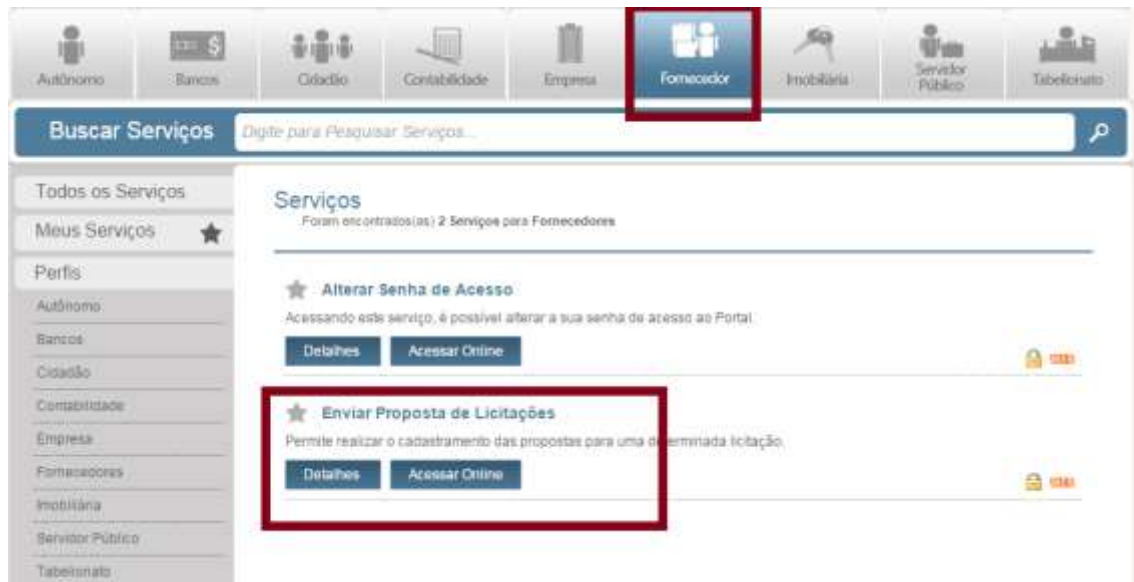 Autônomo
Bancos
Cidadão
Contabilidade
Empresa
Fornecedor
Imobiliária
Servidor
Público
Tabelionato
Buscar Serviços
Digite para Pesquisar Serviços...
Todos os Serviços
Meus Serviços
Perfis
Autônomo
Bancos
Cidadão
Contabilidade
Empresa
Fornecedores
Imobiliária
Servidor Público
Tabelionato
Serviços
Foram encontrados(as) 2 Serviços para Fornecedores
Alterar Senha de Acesso
Acessando este serviço, é possível alterar a sua senha de acesso ao Portal.
Detalhes Acessar Online
Enviar Proposta de Licitações
Permite realizar o cadastramento das propostas para uma determinada licitação.
Detalhes Acessar Online